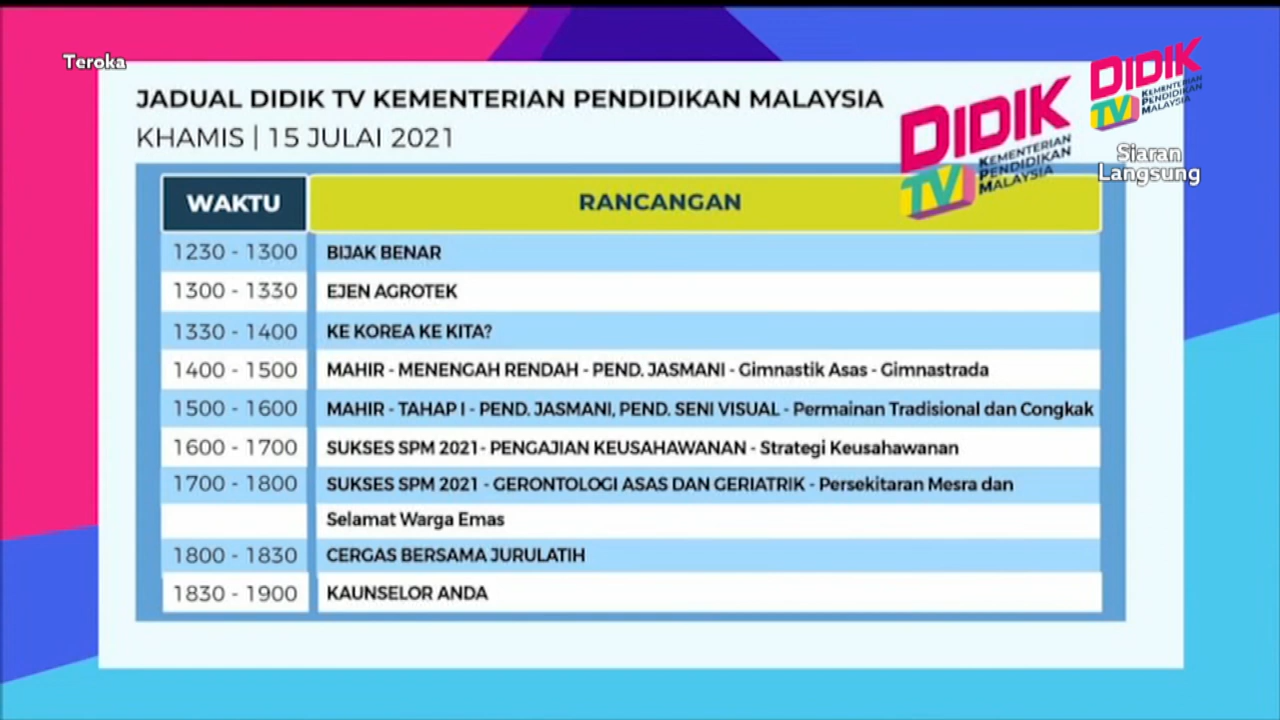 Teroka
JADUAL DIDIK TV KEMENTERIAN PENDIDIKAN MALAYSIA
KHAMIS | 15 JULAI 2021
DIDIK
TV
KEMENTERIAN
PENDIDIKAN
MALAYSIA
DIDIK
TV
KEMENTERIAN
PENDIDIKAN
MALAYSIA
Siaran
Langsung
WAKTU RANCANGAN
1230 - 1300 BIJAK BENAR
1300 - 1330 EJEN AGROTEK
1330 - 1400 KE KOREA KE KITA?
1400 - 1500 MAHIR - MENENGAH RENDAH - PEND. JASMANI - Gimnastik Asas - Gimnastrada
1500 - 1600 MAHIR - TAHAP I - PEND. JASMANI, PEND. SENI VISUAL - Permainan Tradisional dan Congkak
1600 - 1700 SUKSES SPM 2021- PENGAJIAN KEUSAHAWANAN - Strategi Keusahawanan
1700 - 1800 SUKSES SPM 2021 - GERONTOLOGI ASAS DAN GERIATRIK - Persekitaran Mesra dan
Selamat Warga Emas
1800 - 1830 CERGAS BERSAMA JURULATIH
1830 - 1900 KAUNSELOR ANDA